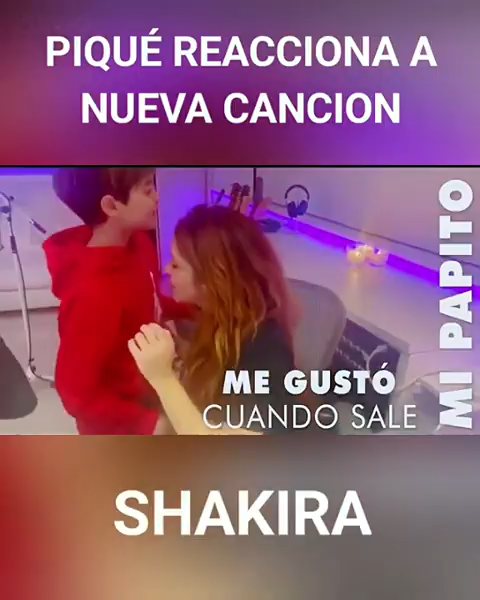 PIQUÉ REACCIONA A
NUEVA CANCION
MI PAPITO
ME GUSTÓ
CUANDO SALE
SHAKIRA